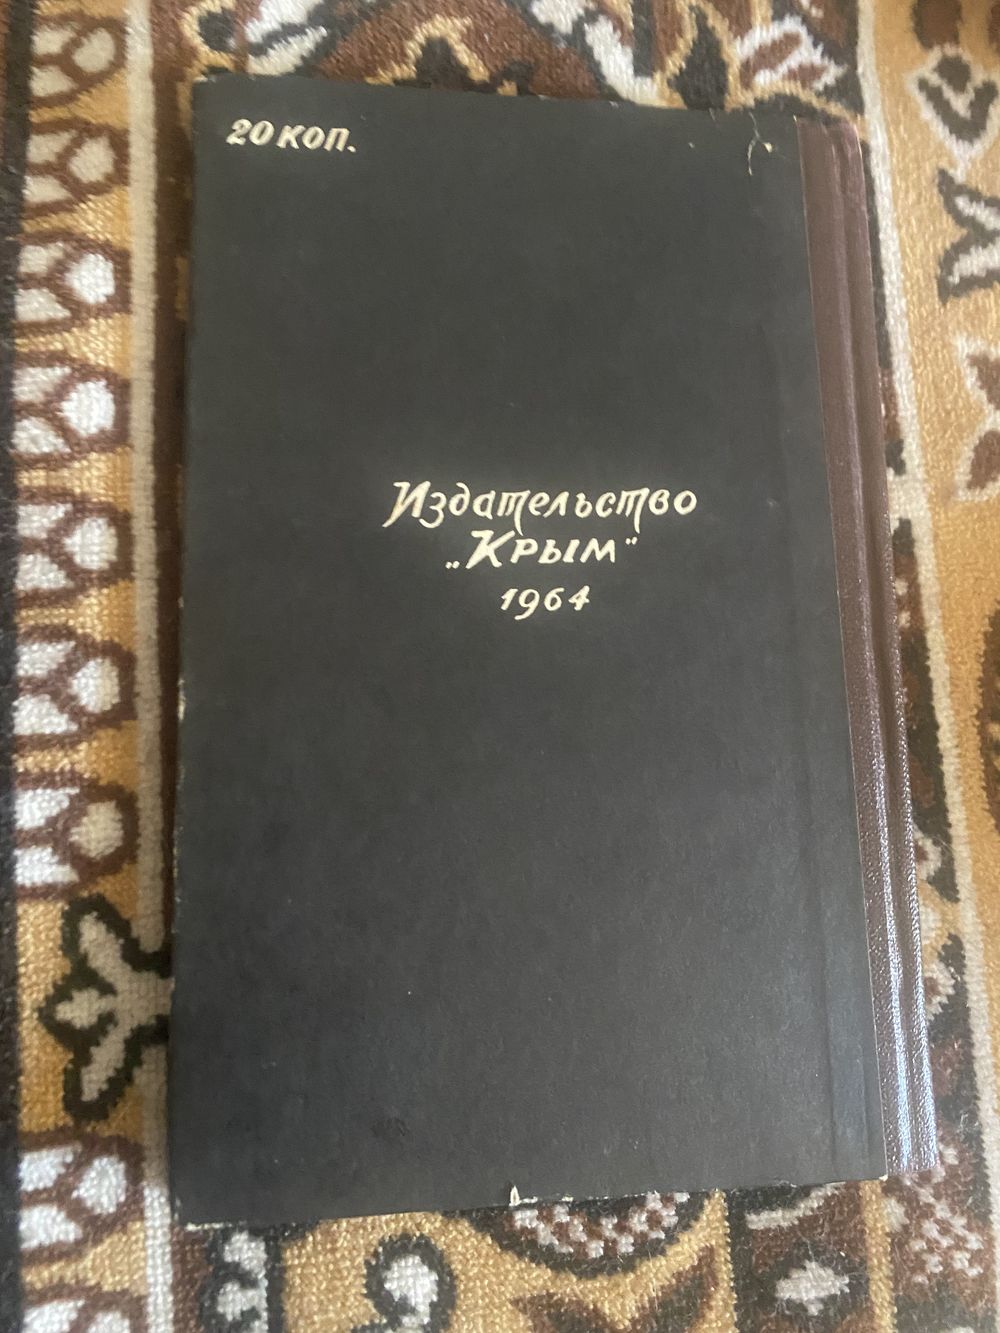 20 коп.
Издательство
„Крым“
1964